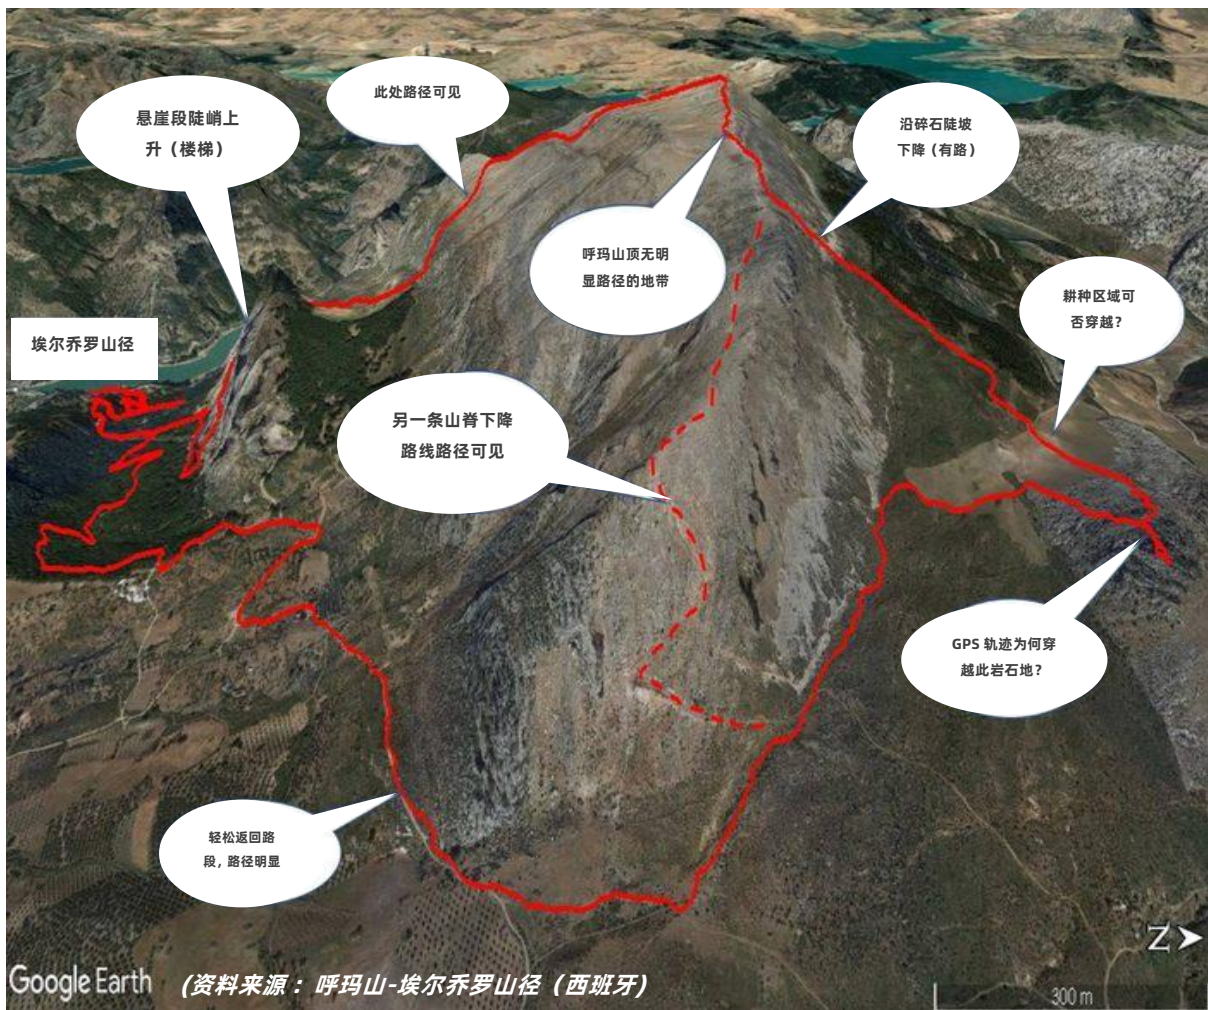 此处路径可见
悬崖段陡峭上
升（楼梯）
沿碎石陡坡
下降（有路）
呼玛山顶无明
显路径的地带
耕种区域可
否穿越？
埃尔乔罗山径
另一条山脊下降
路线路径可见
GPS 轨迹为何穿
越此岩石地？
轻松返回路
段，路径明显
Z
Google Earth
(资料来源：呼玛山-埃尔乔罗山径（西班牙）
300 m